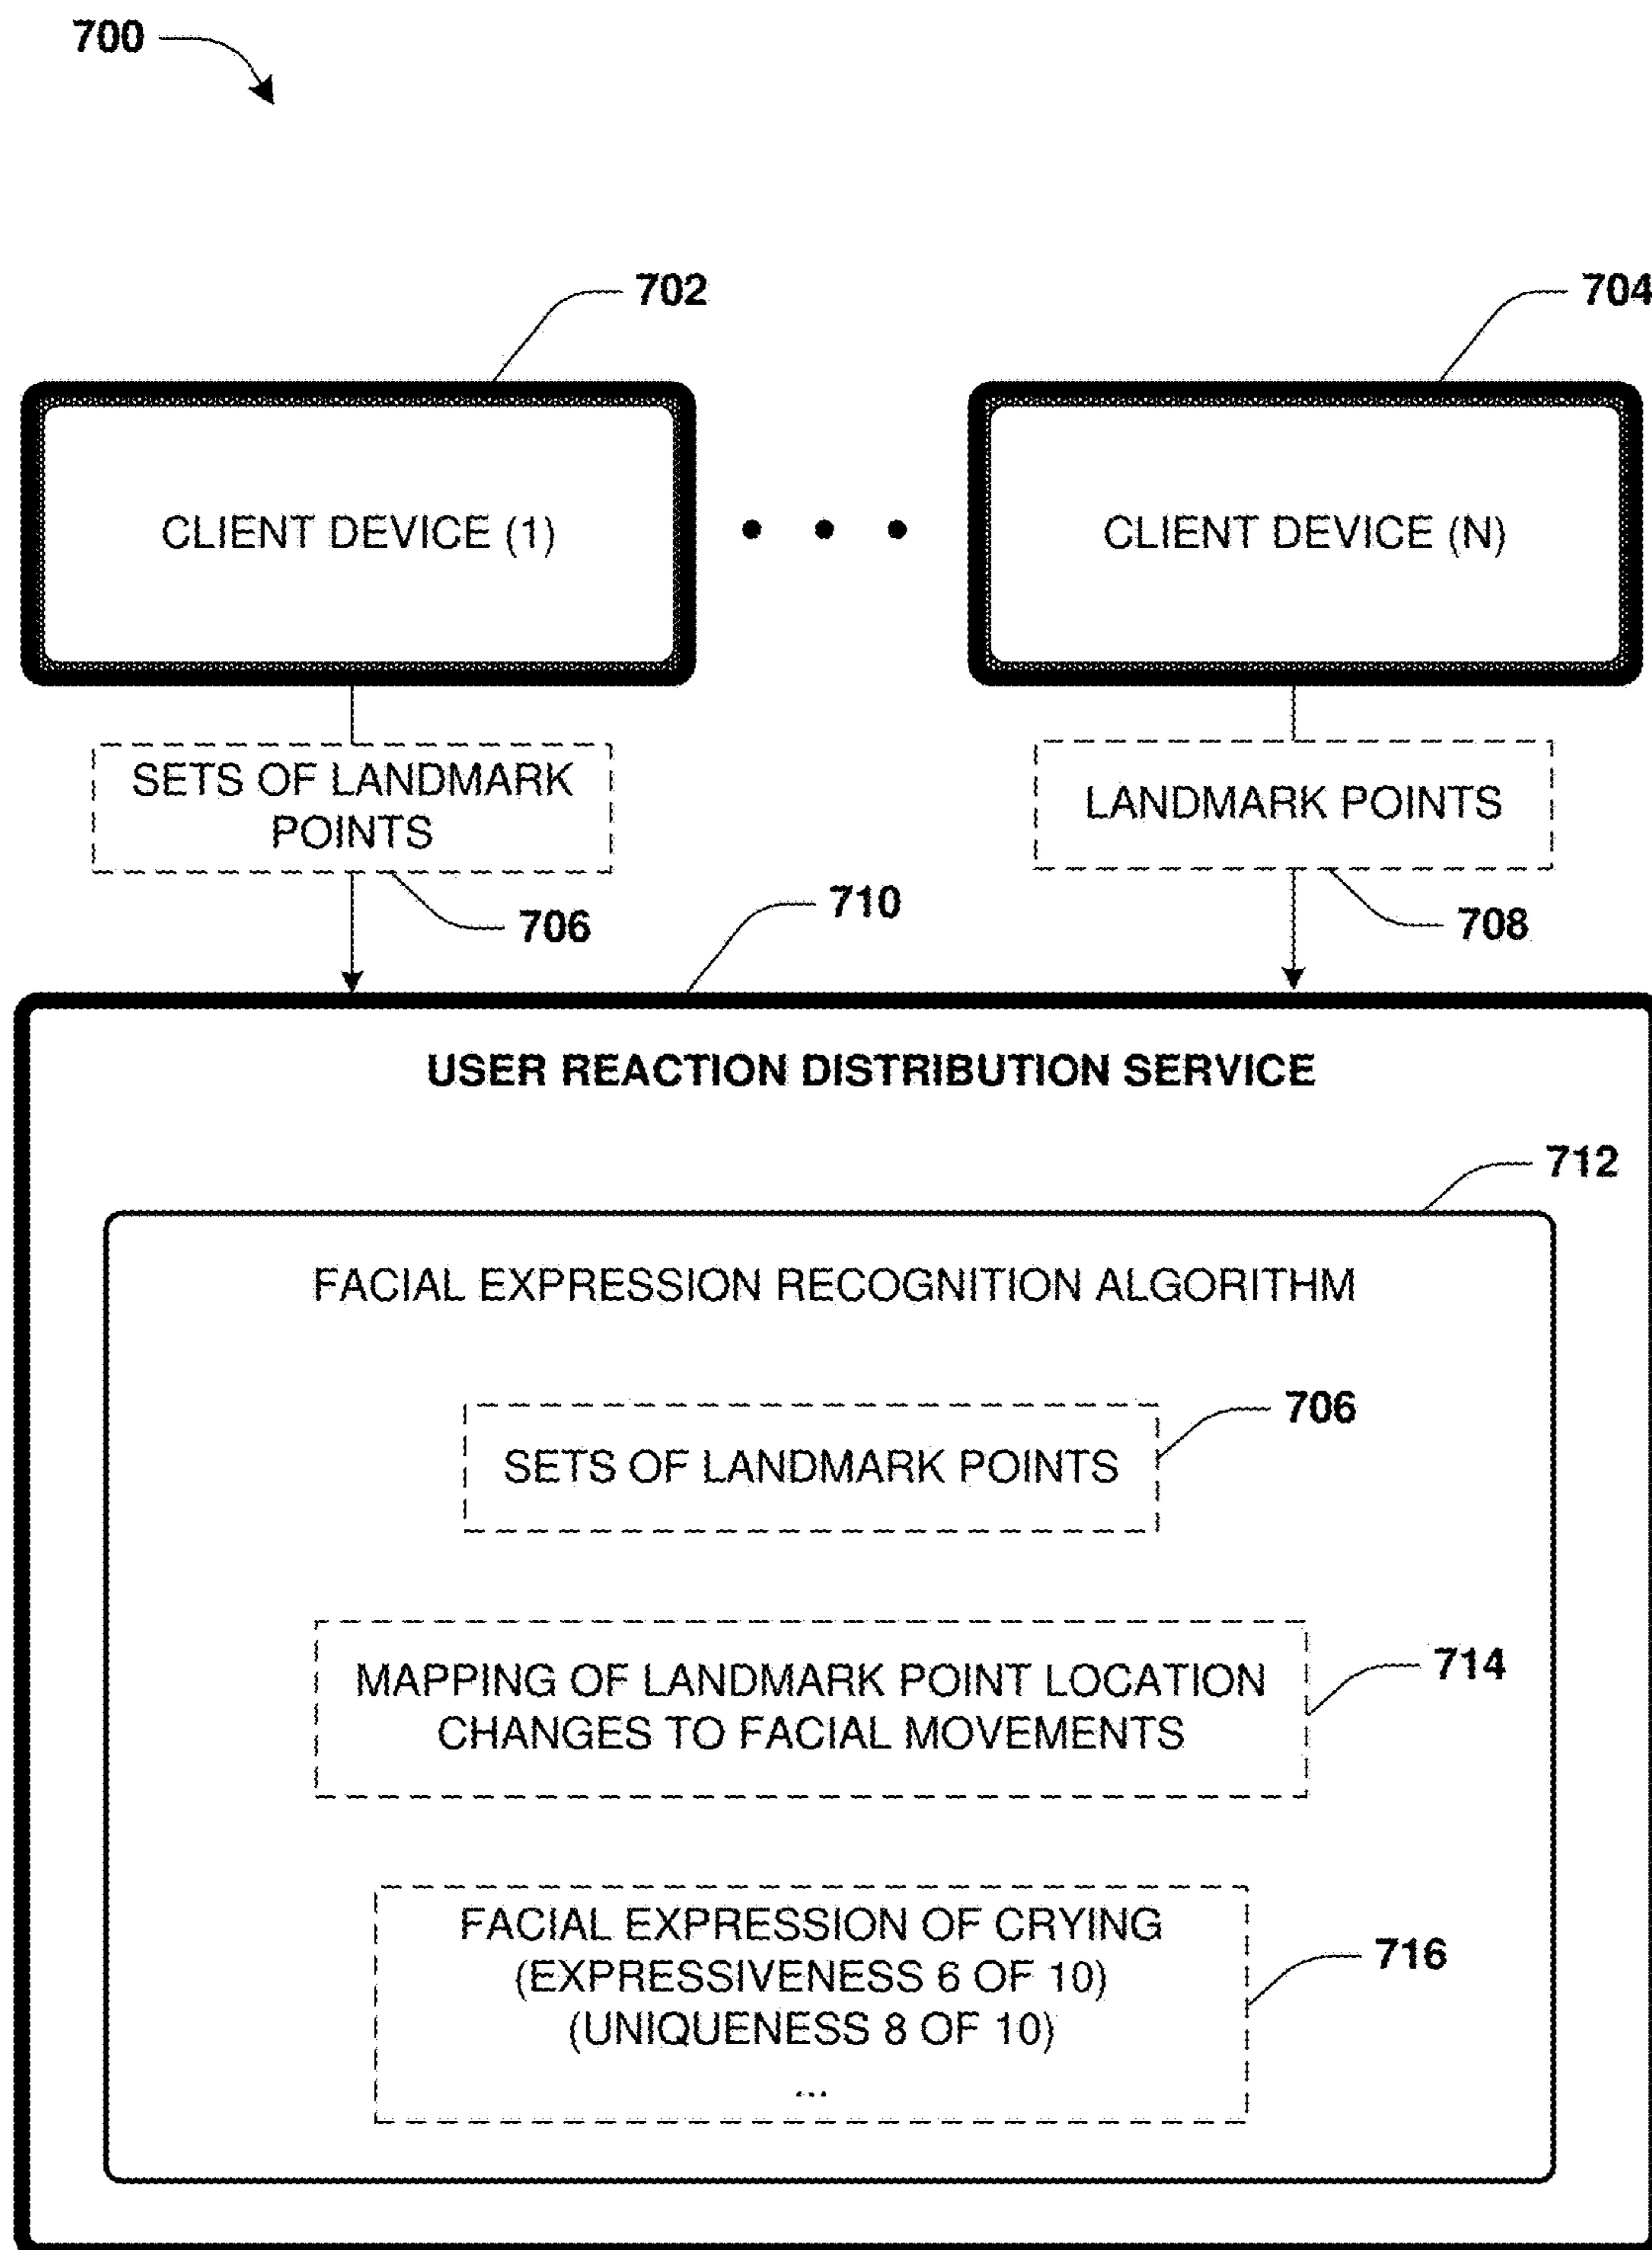 700
702
704
CLIENT DEVICE (1)
• • •
CLIENT DEVICE (N)
SETS OF LANDMARK
POINTS
LANDMARK POINTS
706
710
708
USER REACTION DISTRIBUTION SERVICE
712
FACIAL EXPRESSION RECOGNITION ALGORITHM
706
SETS OF LANDMARK POINTS
714
MAPPING OF LANDMARK POINT LOCATION
CHANGES TO FACIAL MOVEMENTS
FACIAL EXPRESSION OF CRYING
(EXPRESSIVENESS 6 OF 10)
716
(UNIQUENESS 8 OF 10)
...